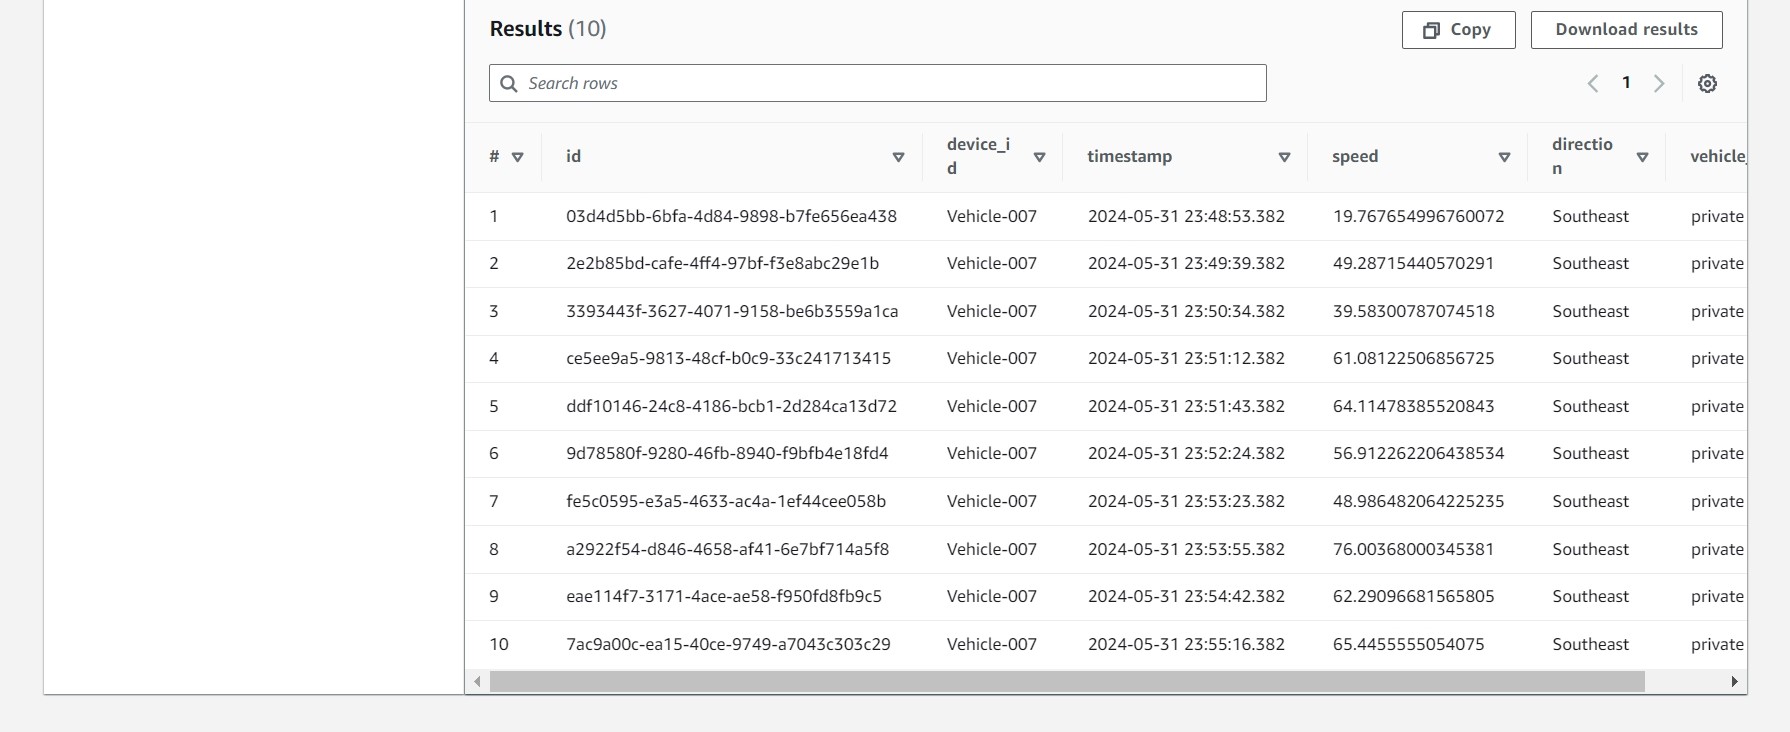 Results (10)
Copy
Download results
Search rows
1
# id device_i
d timestamp speed directio
n vehicle_
1 03d4d5bb-6bfa-4d84-9898-b7fe656ea438 Vehicle-007 2024-05-31 23:48:53.382 19.767654996760072 Southeast private
2 2e2b85bd-cafe-4ff4-97bf-f3e8abc29e1b Vehicle-007 2024-05-31 23:49:39.382 49.28715440570291 Southeast private
3 3393443f-3627-4071-9158-be6b3559a1ca Vehicle-007 2024-05-31 23:50:34.382 39.58300787074518 Southeast private
4 ce5ee9a5-9813-48cf-b0c9-33c241713415 Vehicle-007 2024-05-31 23:51:12.382 61.08122506856725 Southeast private
5 ddf10146-24c8-4186-bcb1-2d284ca13d72 Vehicle-007 2024-05-31 23:51:43.382 64.11478385520843 Southeast private
6 9d78580f-9280-46fb-8940-f9bfb4e18fd4 Vehicle-007 2024-05-31 23:52:24.382 56.912262206438534 Southeast private
7 fe5c0595-e3a5-4633-ac4a-1ef44cee058b Vehicle-007 2024-05-31 23:53:23.382 48.986482064225235 Southeast private
8 a2922f54-d846-4658-af41-6e7bf714a5f8 Vehicle-007 2024-05-31 23:53:55.382 76.00368000345381 Southeast private
9 eae114f7-3171-4ace-ae58-f950fd8fb9c5 Vehicle-007 2024-05-31 23:54:42.382 62.29096681565805 Southeast private
10 7ac9a00c-ea15-40ce-9749-a7043c303c29 Vehicle-007 2024-05-31 23:55:16.382 65.4455555054075 Southeast private